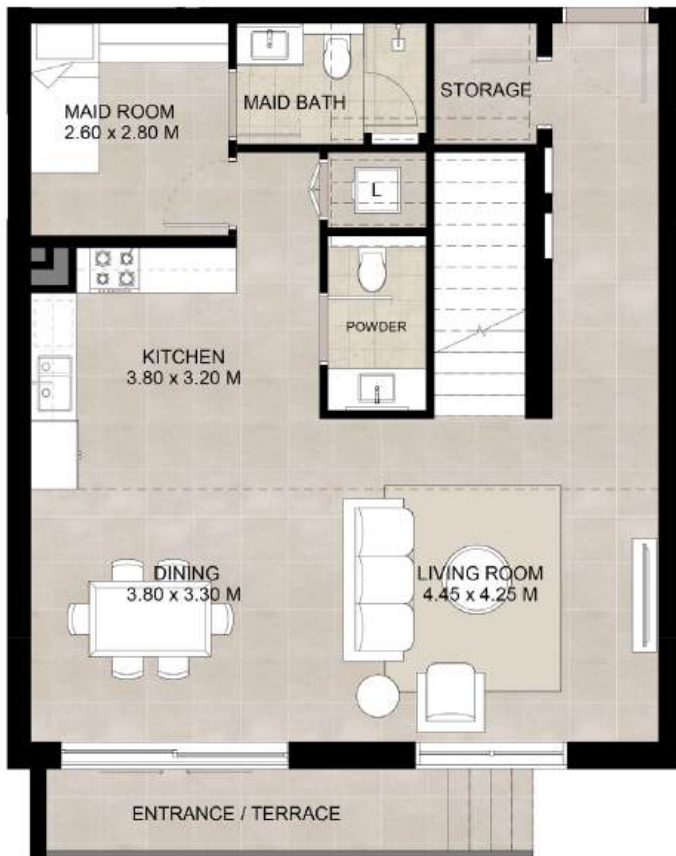 MAID ROOM
2.60 x 2.80 M
MAID BATH
STORAGE
L
POWDER
KITCHEN
3.80 x 3.20 M
DINING
3.80 x 3.30 M
LIVING ROOM
4.45 x 4.25 M
ENTRANCE / TERRACE